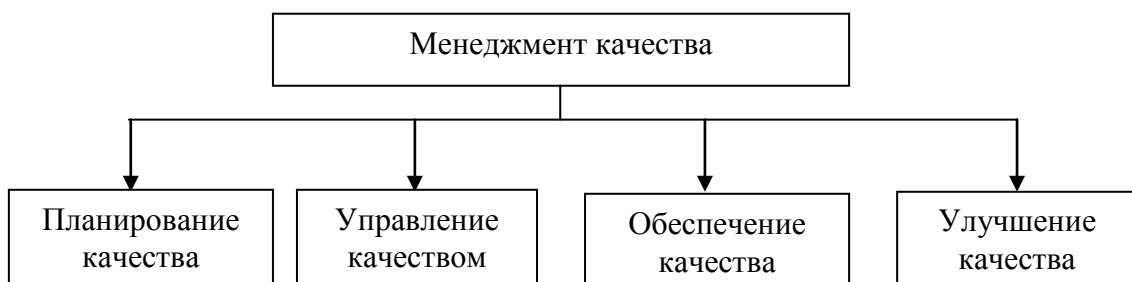 Менеджмент качества
Планирование
качества
Управление
качеством
Обеспечение
качества
Улучшение
качества